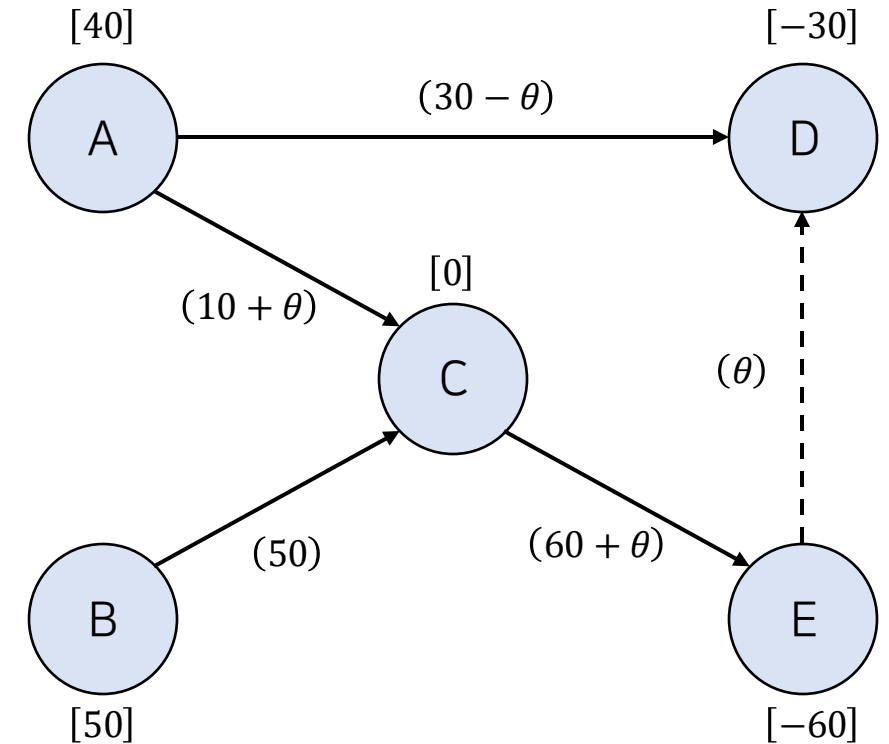 [40]
[−30]
(30 − θ)
A
D
[0]
(10 + θ)
C
(θ)
(50)
(60 + θ)
B
E
[50]
[−60]